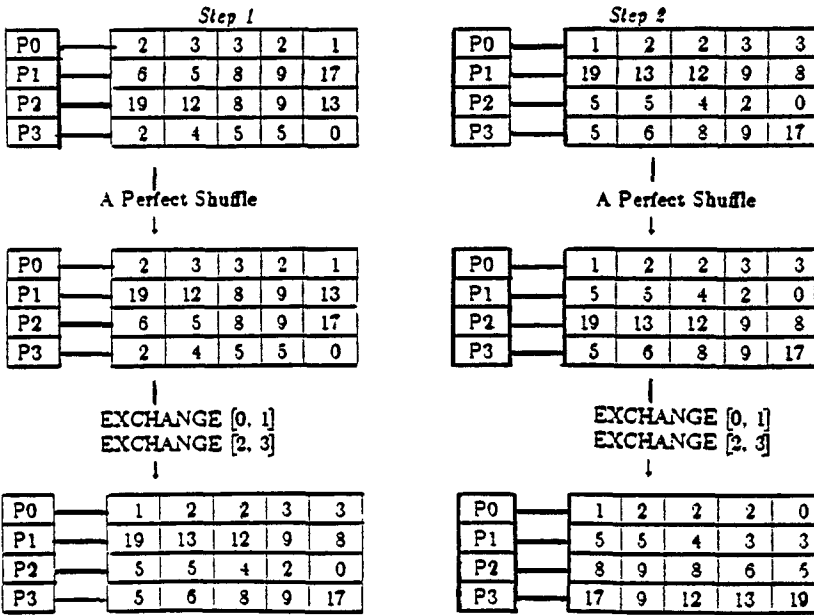 Step 1
P0 2 3 3 2 1
P1 6 5 8 9 17
P2 19 12 8 9 13
P3 2 4 5 5 0
A Perfect Shuffle
P0 2 3 3 2 1
P1 19 12 8 9 13
P2 6 5 8 9 17
P3 2 4 5 5 0
EXCHANGE [0, 1]
EXCHANGE [2, 3]
P0 1 2 2 3 3
P1 19 13 12 9 8
P2 5 5 4 2 0
P3 5 6 8 9 17
Step 2
P0 1 2 2 3 3
P1 19 13 12 9 8
P2 5 5 4 2 0
P3 5 6 8 9 17
A Perfect Shuffle
P0 1 2 2 3 3
P1 5 5 4 2 0
P2 19 13 12 9 8
P3 5 6 8 9 17
EXCHANGE [0, 1]
EXCHANGE [2, 3]
P0 1 2 2 2 0
P1 5 5 4 3 3
P2 8 9 8 6 5
P3 17 9 12 13 19